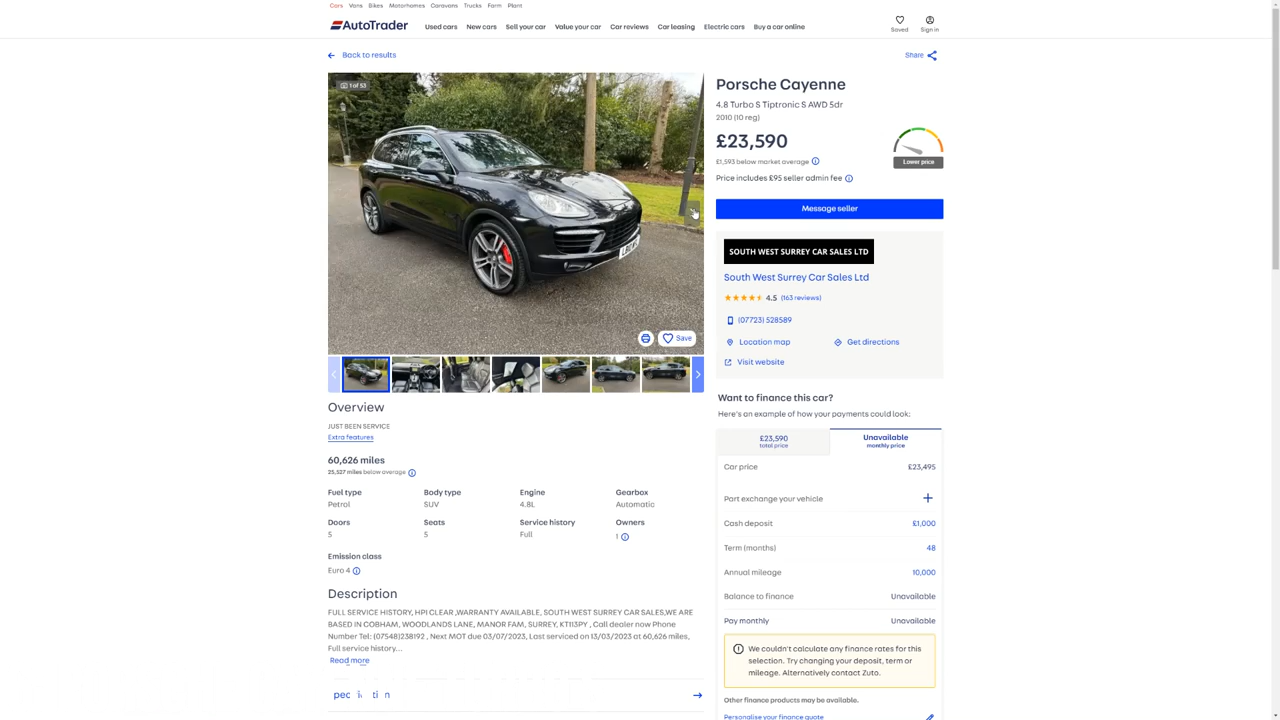 Cars Vans Bikes Motorhomes Caravans Trucks Farm Plant
AutoTrader
Used cars New cars Sell your car Value your car Car reviews Car leasing Electric cars Buy a car online
Saved
Sign in
Back to results
Share
1 of 53
Porsche Cayenne
4.8 Turbo S Tiptronic S AWD 5dr
2010 (10 reg)
£23,590
£1,593 below market average
Lower price
Price includes £95 seller admin fee
Message seller
SOUTH WEST SURREY CAR SALES LTD
South West Surrey Car Sales Ltd
4.5 (163 reviews)
(07723) 528589
Location map Get directions
Visit website
Save
Overview
JUST BEEN SERVICE
Extra features
60,626 miles
25,527 miles below average
Fuel type Body type Engine Gearbox
Petrol SUV 4.8L Automatic
Doors Seats Service history Owners
5 5 Full 1
Emission class
Euro 4
Description
FULL SERVICE HISTORY, HPI CLEAR ,WARRANTY AVAILABLE, SOUTH WEST SURREY CAR SALES,WE ARE
BASED IN COBHAM, WOODLANDS LANE, MANOR FAM, SURREY, KT113PY , Call dealer now Phone
Number Tel: (07548)238192 , Next MOT due 03/07/2023, Last serviced on 13/03/2023 at 60,626 miles,
Full service history...
Read more
Want to finance this car?
Here's an example of how your payments could look:
£23,590
total price
Unavailable
monthly price
Car price £23,495
Part exchange your vehicle
Cash deposit £1,000
Term (months) 48
Annual mileage 10,000
Balance to finance Unavailable
Pay monthly Unavailable
We couldn't calculate any finance rates for this
selection. Try changing your deposit, term or
mileage. Alternatively contact Zuto.
Other finance products may be available.
Personalise your finance quote